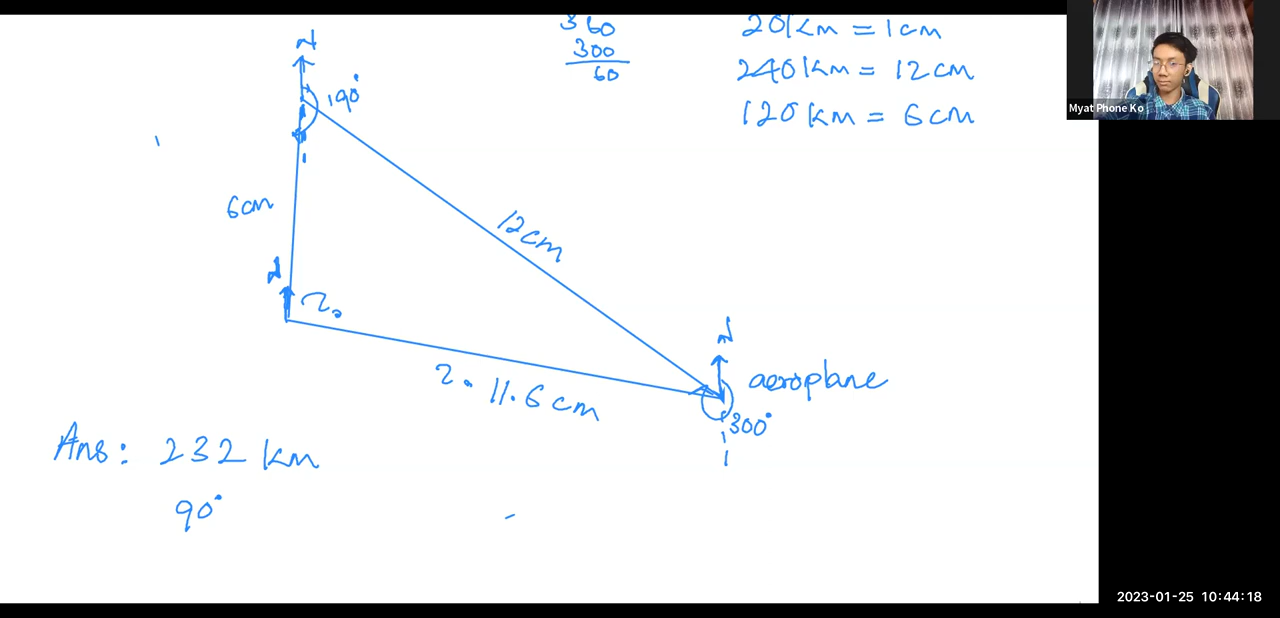 360
300
60
20km = 1cm
240km = 12cm
120km = 6cm
Myat Phone Ko
N
190°
6cm
12cm
N
N
aeroplane
300°
11.6cm
Ans: 232 km
90°
2023-01-25 10:44:18